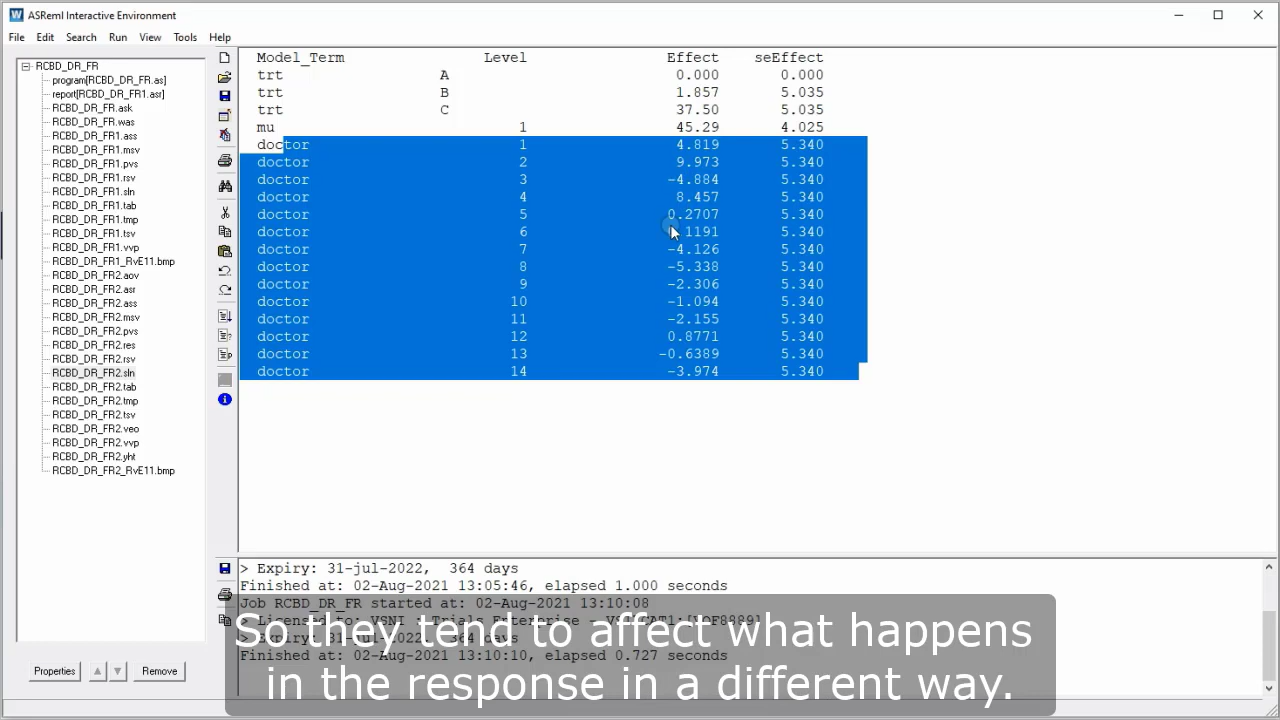 ASReml Interactive Environment
File Edit Search Run View Tools Help
RCBD_DR_FR
program[RCBD_DR_FR.as]
report[RCBD_DR_FR1.asr]
RCBD_DR_FR.ask
RCBD_DR_FR.was
RCBD_DR_FR1.ass
RCBD_DR_FR1.msv
RCBD_DR_FR1.pvs
RCBD_DR_FR1.rsv
RCBD_DR_FR1.sln
RCBD_DR_FR1.tab
RCBD_DR_FR1.tmp
RCBD_DR_FR1.tsv
RCBD_DR_FR1.vvp
RCBD_DR_FR1_RvE11.bmp
RCBD_DR_FR2.aov
RCBD_DR_FR2.asr
RCBD_DR_FR2.ass
RCBD_DR_FR2.msv
RCBD_DR_FR2.pvs
RCBD_DR_FR2.res
RCBD_DR_FR2.rsv
RCBD_DR_FR2.sln
RCBD_DR_FR2.tab
RCBD_DR_FR2.tmp
RCBD_DR_FR2.tsv
RCBD_DR_FR2.veo
RCBD_DR_FR2.vvp
RCBD_DR_FR2.yht
RCBD_DR_FR2_RvE11.bmp
Properties Remove
Model_Term Level Effect seEffect
trt A 0.000 0.000
trt B 1.857 5.035
trt C 37.50 5.035
mu 1 45.29 4.025
doctor 1 4.819 5.340
doctor 2 9.973 5.340
doctor 3 -4.884 5.340
doctor 4 8.457 5.340
doctor 5 0.2707 5.340
doctor 6 1191 5.340
doctor 7 -4.126 5.340
doctor 8 -5.338 5.340
doctor 9 -2.306 5.340
doctor 10 -1.094 5.340
doctor 11 -2.155 5.340
doctor 12 0.8771 5.340
doctor 13 -0.6389 5.340
doctor 14 -3.974 5.340
> Expiry: 31-jul-2022, 364 days
Finished at: 02-Aug-2021 13:05:46, elapsed 1.000 seconds
Job RCBD_DR_FR started at: 02-Aug-2021 13:10:08
> Licensed to: VSNI - Trials Enterprise
> Expiry: 31-jul-2022, 364 days
Finished at: 02-Aug-2021 13:10:10, elapsed 0.727 seconds
So they tend to affect what happens
in the response in a different way.